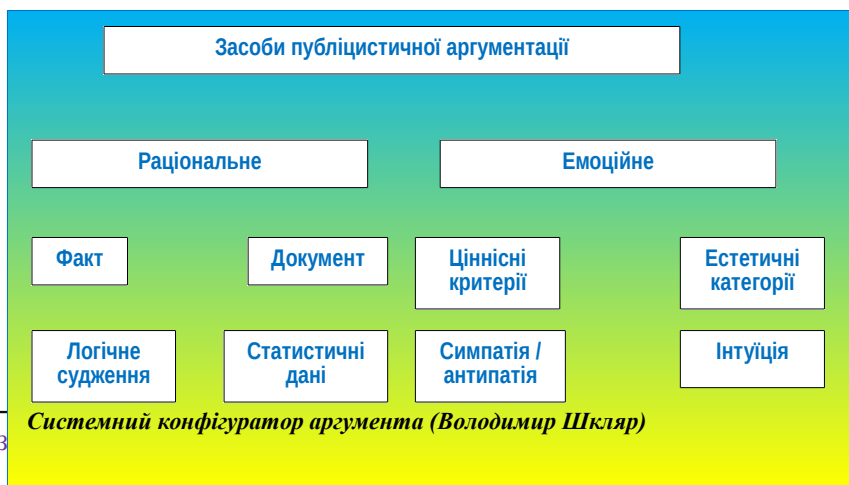 Засоби публіцистичної аргументації
Раціональне
Емоційне
Факт
Документ
Ціннісні
критерії
Естетичні
категорії
Логічне
судження
Статистичні
дані
Симпатія /
антипатія
Інтуїція
Системний конфігуратор аргумента (Володимир Шкляр)